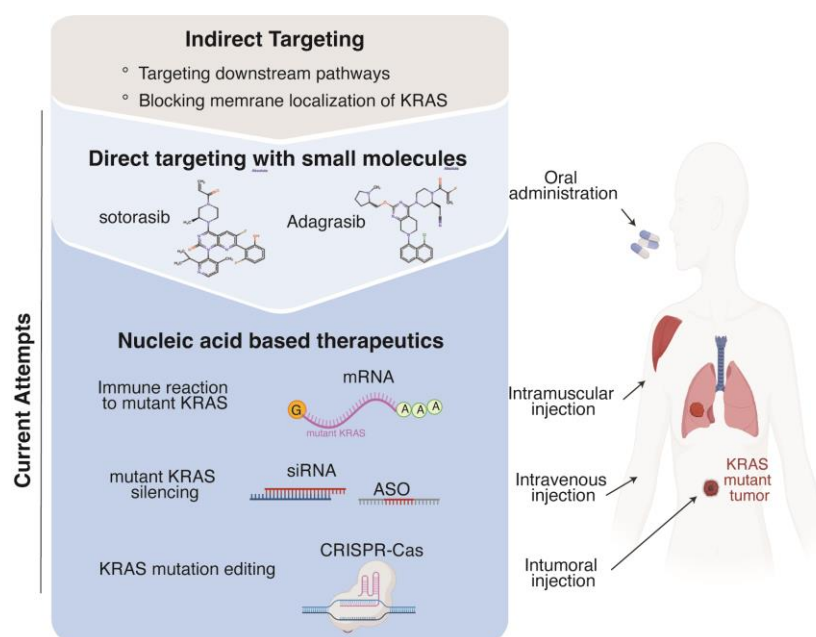 Indirect Targeting
° Targeting downstream pathways
° Blocking memrane localization of KRAS
Direct targeting with small molecules
sotorasib
Adagrasib
Current Attempts
Nucleic acid based therapeutics
Immune reaction
to mutant KRAS
mRNA
G
A A A
mutant KRAS
mutant KRAS
silencing
siRNA
ASO
KRAS mutation editing
CRISPR-Cas
Oral
administration
Intramuscular
injection
Intravenous
injection
KRAS
mutant
tumor
Intumoral
injection